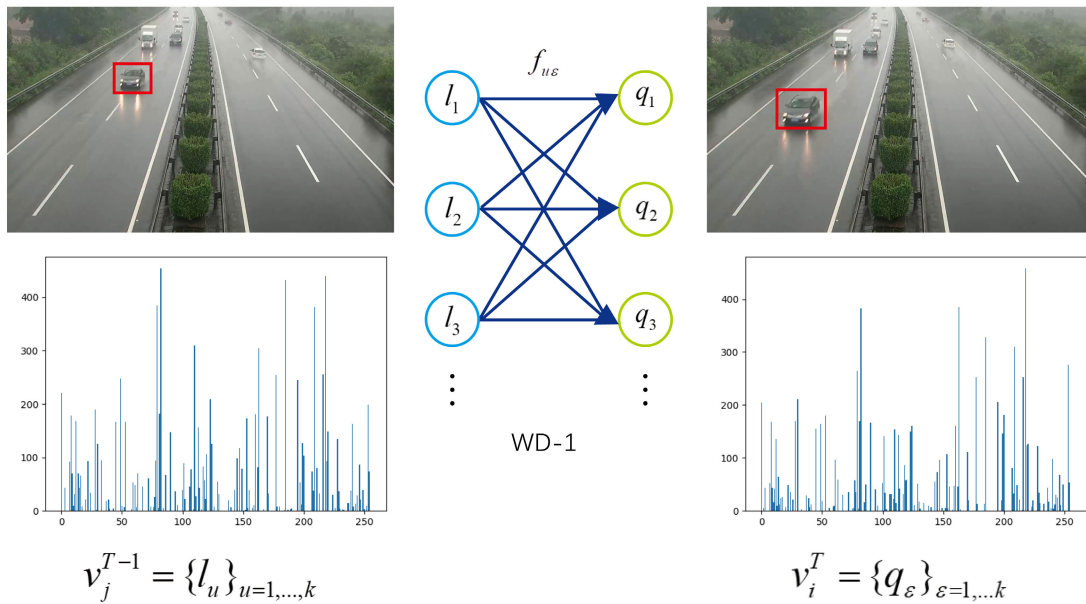 f_{uε}
l_1 q_1
l_2 q_2
l_3 q_3
⋮ ⋮
WD-1
400
300
200
100
0
0 50 100 150 200 250
400
300
200
100
0
0 50 100 150 200 250
v_j^{T-1} = {l_u}_{u=1,...,k}
v_i^T = {q_ε}_{ε=1,...k}